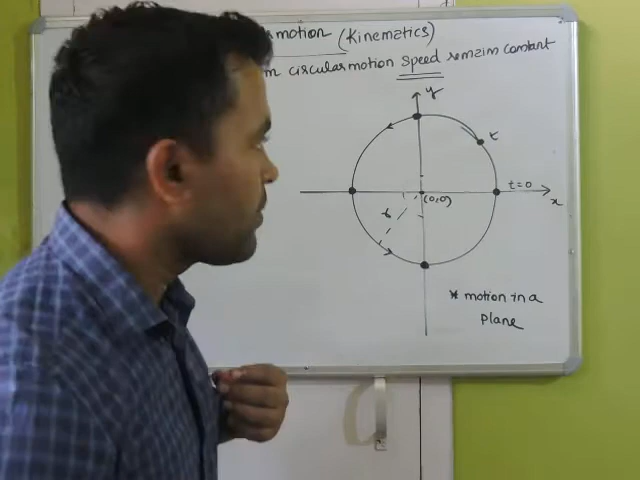 motion (Kinematics)
circular motion speed remain constant
y
t
t=0
(0,0)
x
r
* motion in a
plane